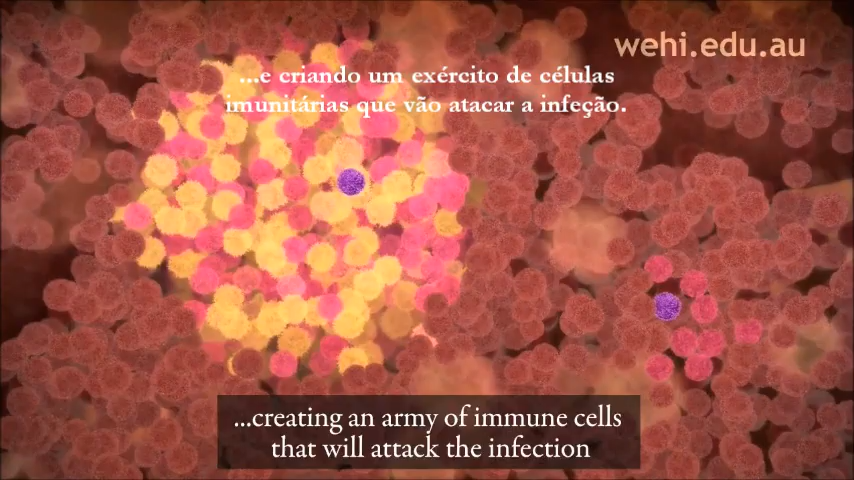 wehi.edu.au
...e criando um exército de células
imunitárias que vão atacar a infeção.
...creating an army of immune cells
that will attack the infection